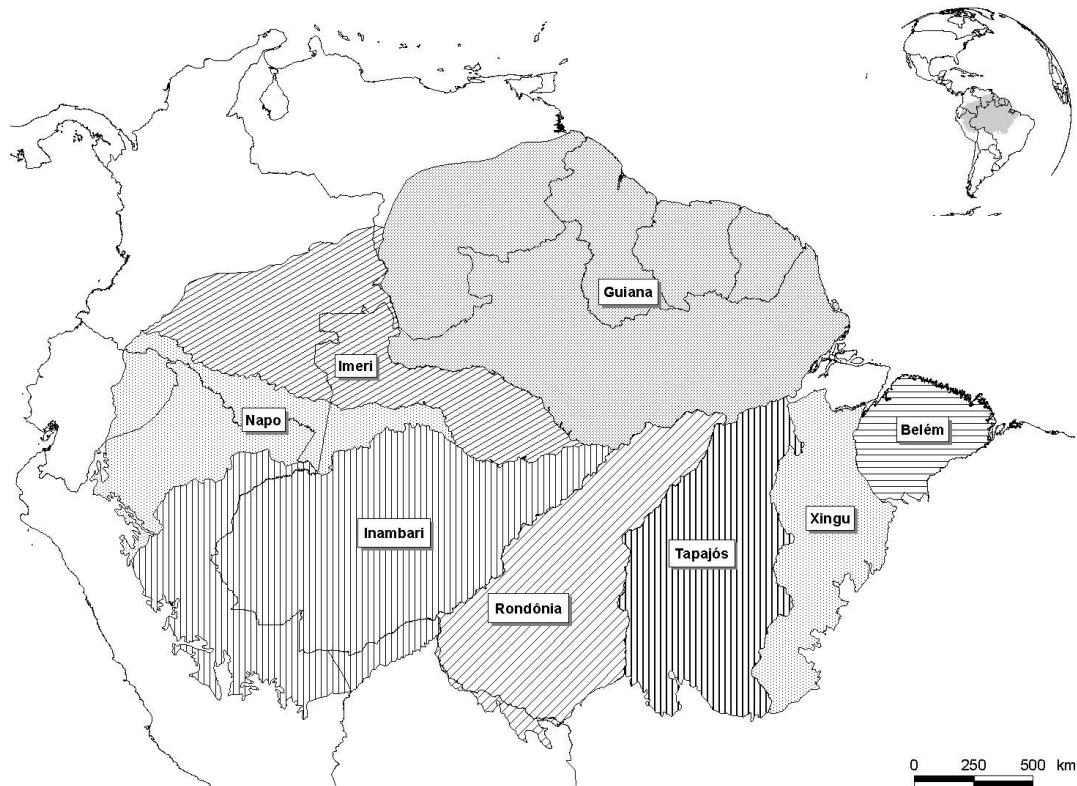 Guiana
Imeri
Napo
Belém
Xingu
Inambari
Tapajós
Rondônia
0 250 500 km